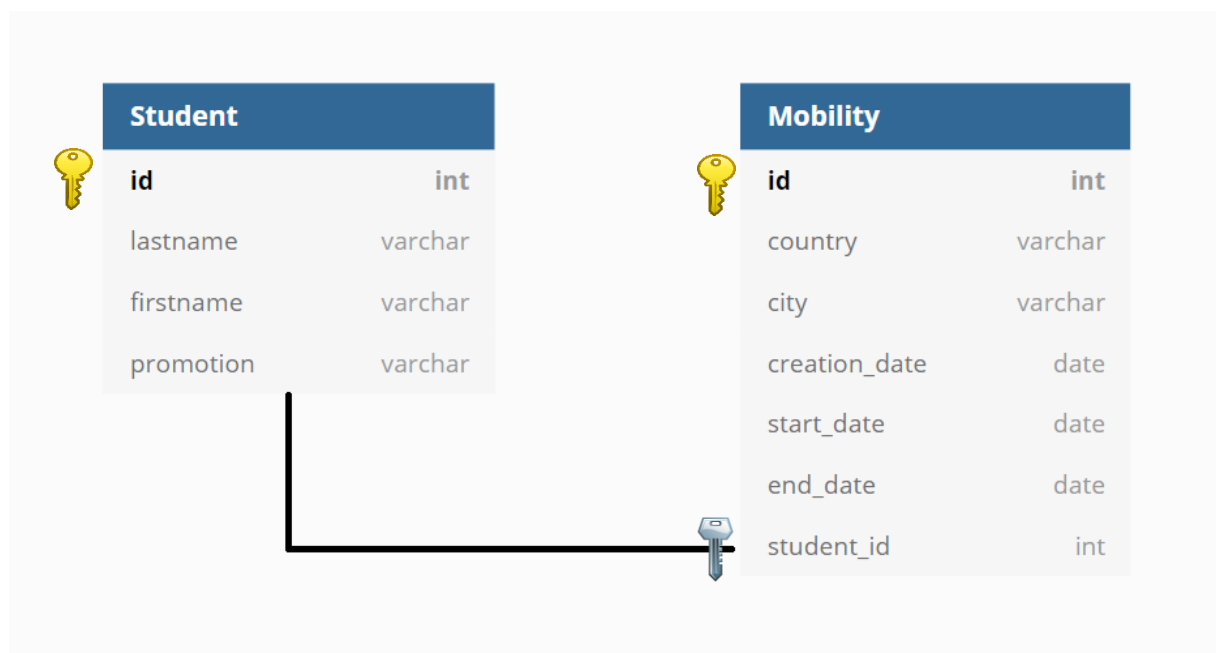 Student
id int
lastname varchar
firstname varchar
promotion varchar
Mobility
id int
country varchar
city varchar
creation_date date
start_date date
end_date date
student_id int